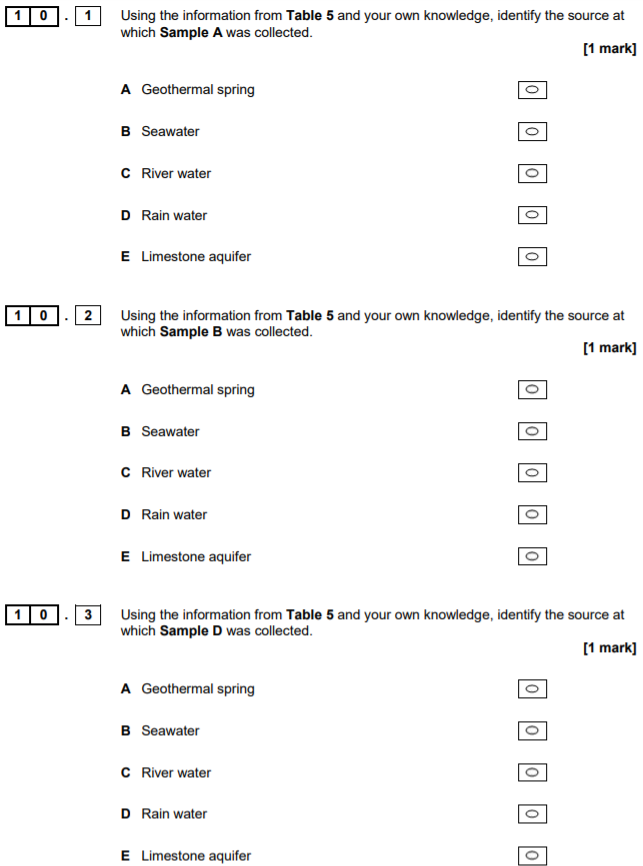 1 0 . 1 Using the information from Table 5 and your own knowledge, identify the source at
which Sample A was collected.
[1 mark]
A Geothermal spring
B Seawater
C River water
D Rain water
E Limestone aquifer
1 0 . 2 Using the information from Table 5 and your own knowledge, identify the source at
which Sample B was collected.
[1 mark]
A Geothermal spring
B Seawater
C River water
D Rain water
E Limestone aquifer
1 0 . 3 Using the information from Table 5 and your own knowledge, identify the source at
which Sample D was collected.
[1 mark]
A Geothermal spring
B Seawater
C River water
D Rain water
E Limestone aquifer